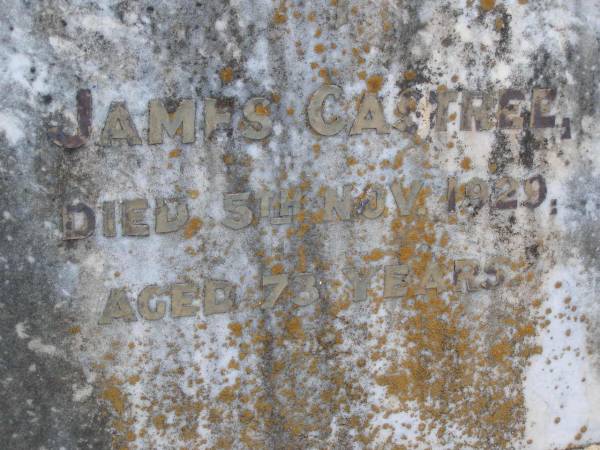 JAMES CASTREE,
DIED 5TH NOV. 1929,
AGED 73 YEARS